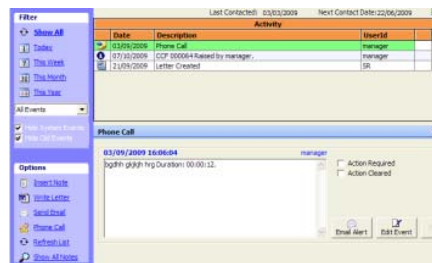 Last Contacted: 03/03/2009 Next Contact Date: 22/06/2009
Filter
Show All
Today
This Week
This Month
This Year
All Events
Hide System Events
Hide Old Events
Options
Insert Note
Write Letter
Send Email
Phone Call
Refresh List
Show All Notes
Activity
Date Description UserId
03/09/2009 Phone Call manager
07/10/2009 CCF 000064 Raised by manager. manager
21/09/2009 Letter Created SR
Phone Call
03/09/2009 16:06:04 manager
Duration: 00:00:12.
Action Required
Action Cleared
Email Alert Edit Event